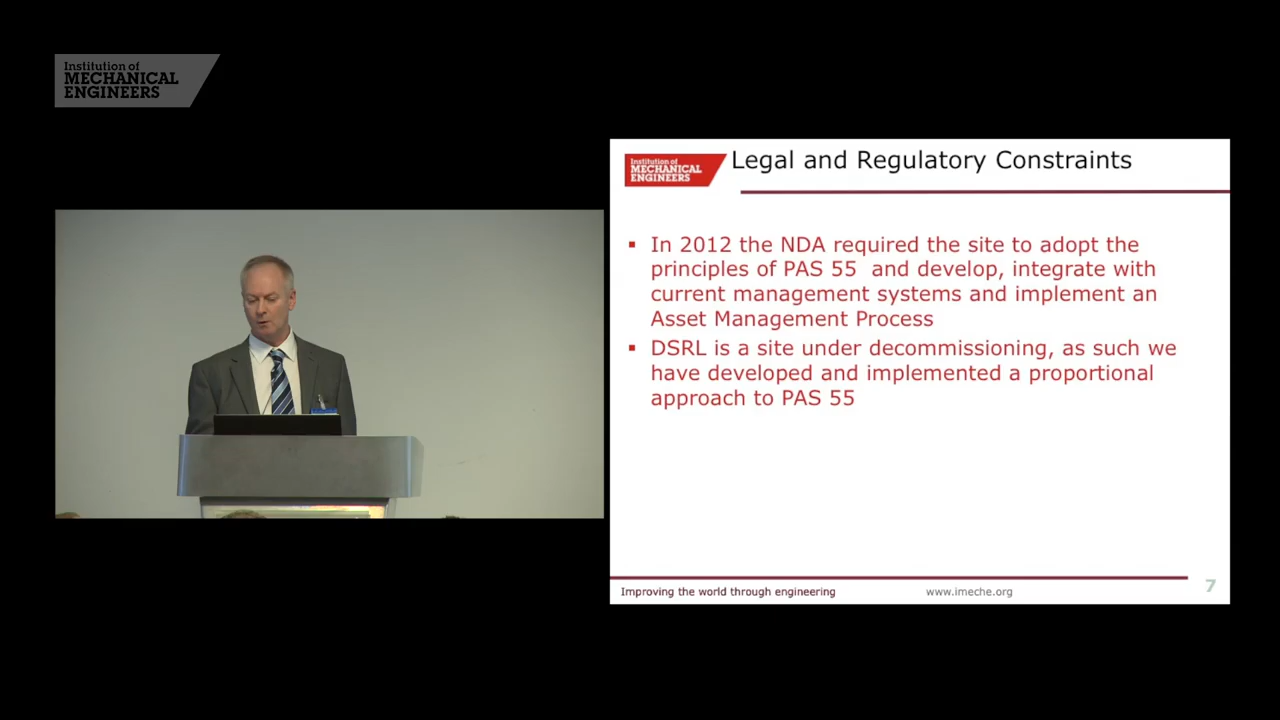 Institution of
MECHANICAL
ENGINEERS
Institution of
MECHANICAL
ENGINEERS
Legal and Regulatory Constraints
▪ In 2012 the NDA required the site to adopt the
principles of PAS 55 and develop, integrate with
current management systems and implement an
Asset Management Process
▪ DSRL is a site under decommissioning, as such we
have developed and implemented a proportional
approach to PAS 55
Improving the world through engineering
www.imeche.org
7